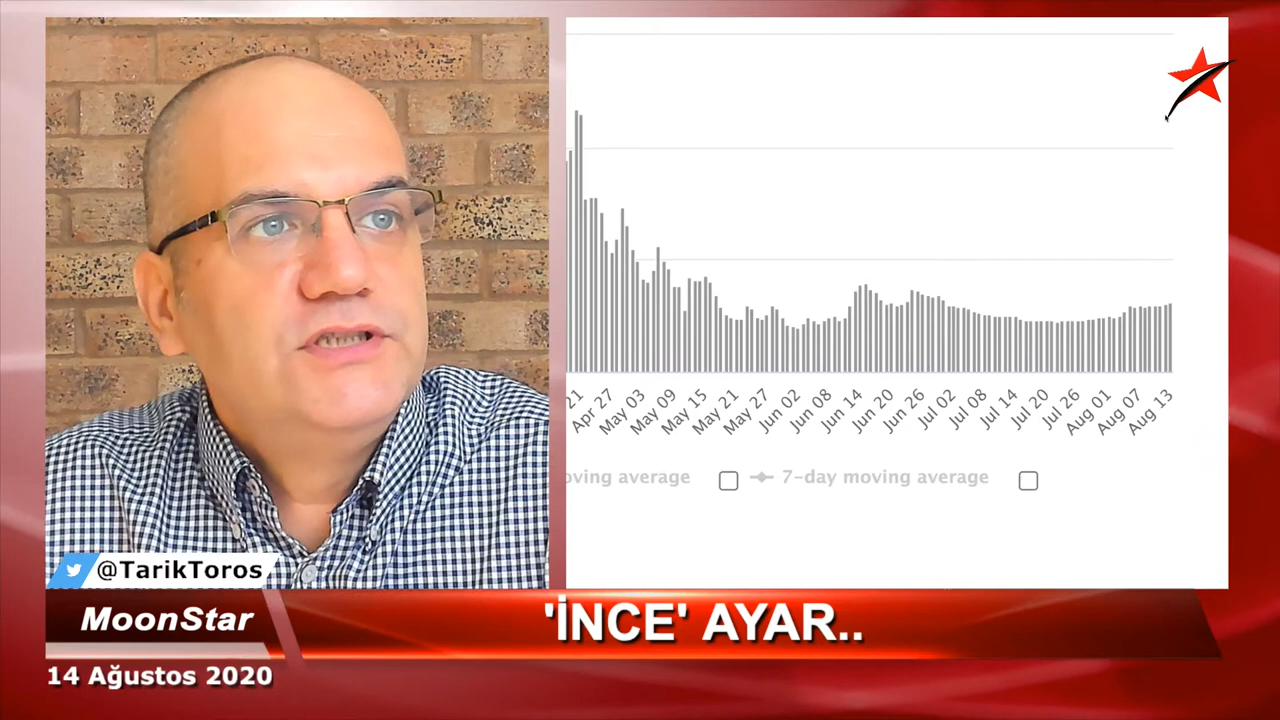 21
Apr 27
May 03
May 09
May 15
May 21
May 27
Jun 02
Jun 08
Jun 14
Jun 20
Jun 26
Jul 02
Jul 08
Jul 14
Jul 20
Jul 26
Aug 01
Aug 07
Aug 13
oving average
7-day moving average
@TarikToros
MoonStar
'İNCE' AYAR..
14 Ağustos 2020